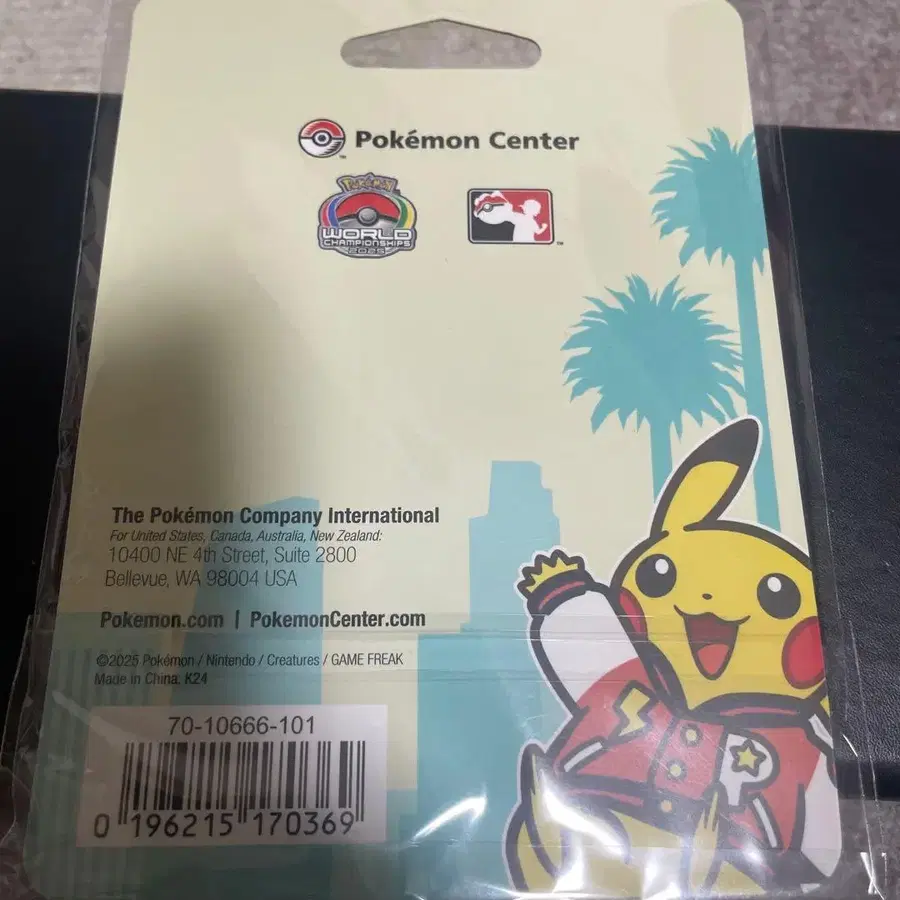 Pokémon Center
POKéMON
WORLD
CHAMPIONSHIPS
2025
The Pokémon Company International
For United States, Canada, Australia, New Zealand:
10400 NE 4th Street, Suite 2800
Bellevue, WA 98004 USA
Pokemon.com | PokemonCenter.com
©2025 Pokémon / Nintendo / Creatures / GAME FREAK
Made in China: K24
70-10666-101
0 196215 170369
P